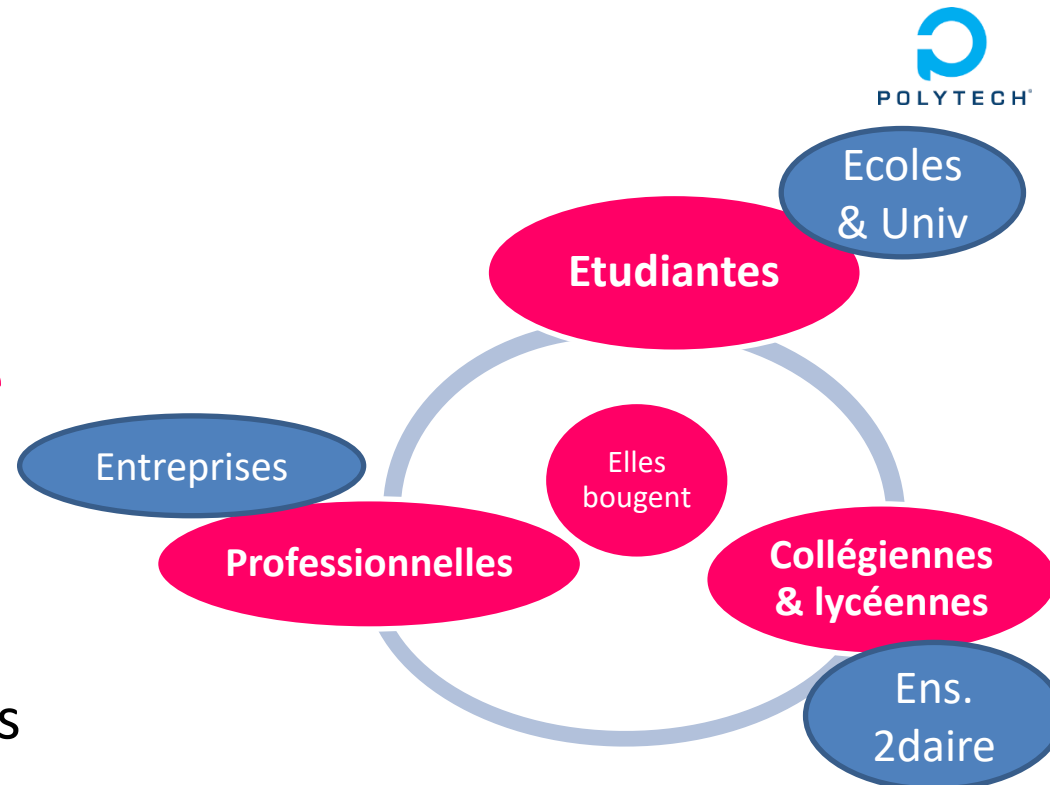 POLYTECH
Ecoles
& Univ
Etudiantes
Entreprises
Elles
bougent
Professionnelles
Collégiennes
& lycéennes
Ens.
2daire
s